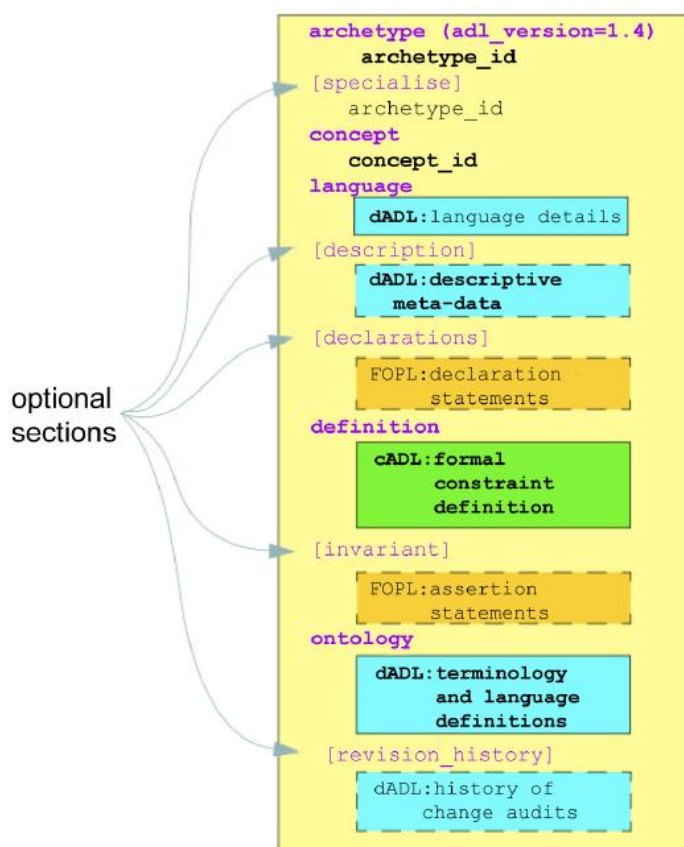 archetype (adl_version=1.4)
archetype_id
[specialise]
archetype_id
concept
concept_id
language
dADL:language details
[description]
dADL:descriptive
meta-data
[declarations]
FOPL:declaration
statements
optional
sections
definition
cADL:formal
constraint
definition
[invariant]
FOPL:assertion
statements
ontology
dADL:terminology
and language
definitions
[revision_history]
dADL:history of
change audits